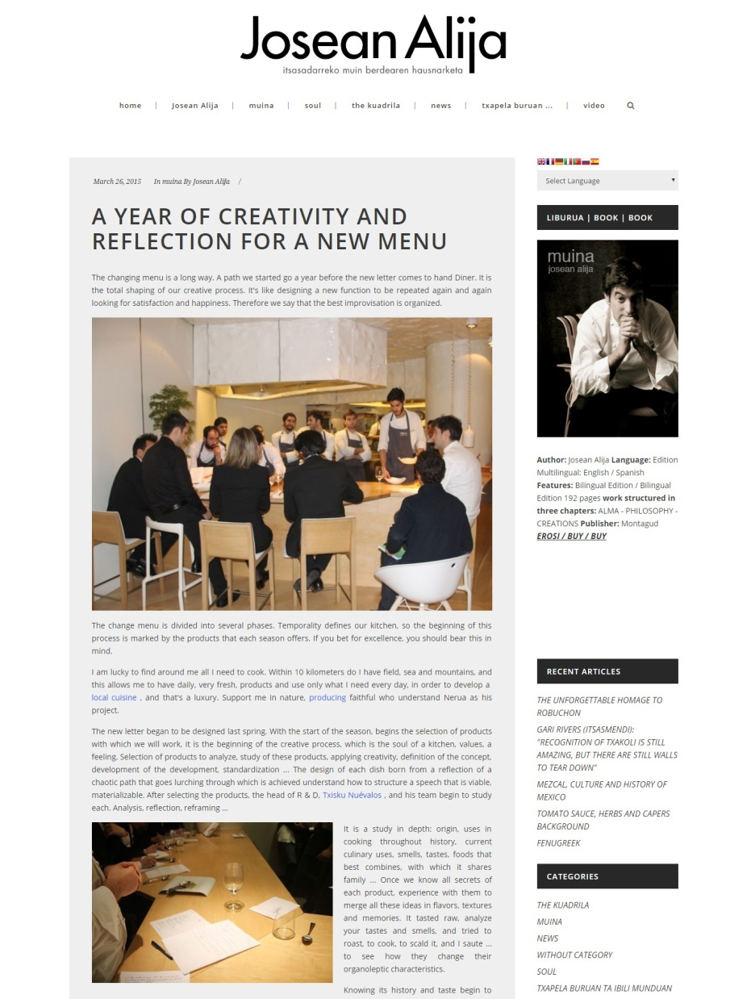 Josean Alija
itsasadarreko muin berdearen hausnarketa
home | Josean Alija | muina | soul | the kuadrila | news | txapela buruan ... | video
March 26, 2015 In muina By Josean Alifa /
A YEAR OF CREATIVITY AND
REFLECTION FOR A NEW MENU
The changing menu is a long way. A path we started go a year before the new letter comes to hand Diner. It is
the total shaping of our creative process. It's like designing a new function to be repeated again and again
looking for satisfaction and happiness. Therefore we say that the best improvisation is organized.
The change menu is divided into several phases. Temporality defines our kitchen, so the beginning of this
process is marked by the products that each season offers. If you bet for excellence, you should bear this in
mind.
I am lucky to find around me all I need to cook. Within 10 kilometers do I have field, sea and mountains, and
this allows me to have daily, very fresh, products and use only what I need every day, in order to develop a
local cuisine , and that's a luxury. Support me in nature, producing faithful who understand Nerua as his
project.
The new letter began to be designed last spring. With the start of the season, begins the selection of products
with which we will work, it is the beginning of the creative process, which is the soul of a kitchen, values, a
feeling. Selection of products to analyze, study of these products, applying creativity, definition of the concept,
development of the development, standardization ... The design of each dish born from a reflection of a
chaotic path that goes lurching through which is achieved understand how to structure a speech that is viable,
materializable. After selecting the products, the head of R & D, Txisku Nuévalos , and his team begin to study
each. Analysis, reflection, reframing ...
It is a study in depth: origin, uses in
cooking throughout history, current
culinary uses, smells, tastes, foods that
best combines, with which it shares
family ... Once we know all secrets of
each product, experience with them to
merge all these ideas in flavors, textures
and memories. It tasted raw, analyze
your tastes and smells, and tried to
roast, to cook, to scald it, and I saute ...
to see how they change their
organoleptic characteristics.
Knowing its history and taste begin to
Select Language
LIBURUA | BOOK | BOOK
muina
josean alija
Author: Josean Alija Language: Edition
Multilingual: English / Spanish
Features: Bilingual Edition / Bilingual
Edition 192 pages work structured in
three chapters: ALMA - PHILOSOPHY -
CREATIONS Publisher: Montagud
EROSI / BUY / BUY
RECENT ARTICLES
THE UNFORGETTABLE HOMAGE TO
ROBUCHON
GARI RIVERS (ITSASMENDI):
"RECOGNITION OF TXAKOLI IS STILL
AMAZING, BUT THERE ARE STILL WALLS
TO TEAR DOWN"
MEZCAL, CULTURE AND HISTORY OF
MEXICO
TOMATO SAUCE, HERBS AND CAPERS
BACKGROUND
FENUGREEK
CATEGORIES
THE KUADRILA
MUINA
NEWS
WITHOUT CATEGORY
SOUL
TXAPELA BURUAN TA IBILI MUNDUAN